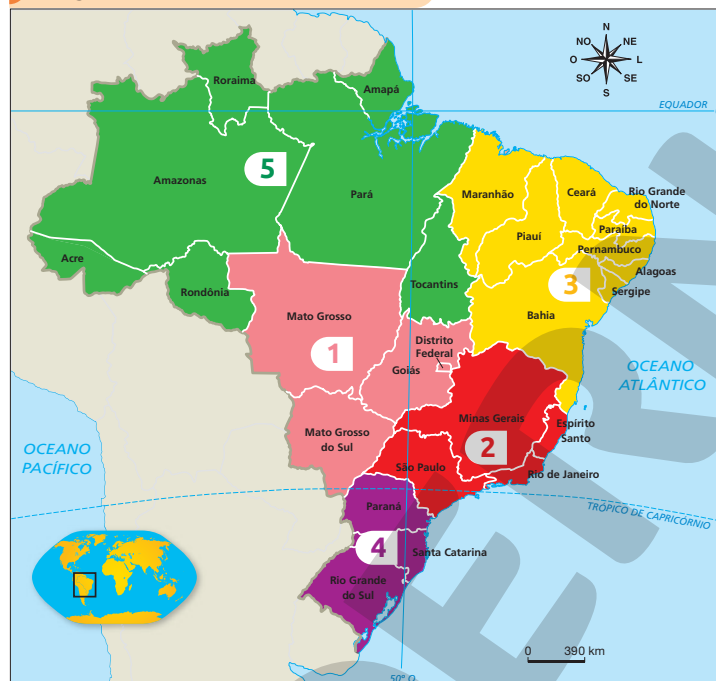 N
NO
NE
O
L
SO
SE
S
EQUADOR
Roraima
Amapá
5
Amazonas
Pará
Maranhão
Ceará
Rio Grande
do Norte
Paraíba
Piauí
Pernambuco
Acre
Alagoas
Rondônia
Tocantins
3
Sergipe
Bahia
Mato Grosso
1
Distrito
Federal
Goiás
OCEANO
ATLÂNTICO
Minas Gerais
Espírito
Santo
Mato Grosso
do Sul
2
OCEANO
PACÍFICO
São Paulo
Rio de Janeiro
Paraná
TRÓPICO DE CAPRICÓRNIO
4
Santa Catarina
Rio Grande
do Sul
0
390 km
50° O